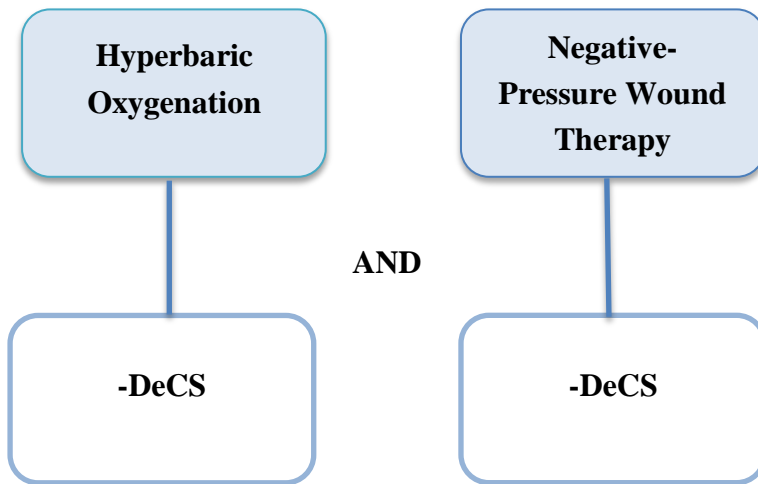 Hyperbaric
Oxygenation
Negative-
Pressure Wound
Therapy
AND
-DeCS
-DeCS